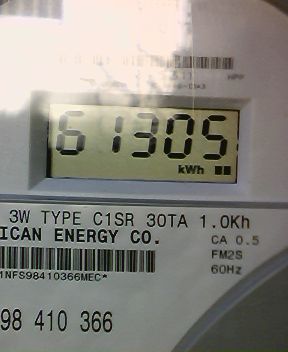 61305
kWh
3W TYPE C1SR 30TA 1.0Kh
ICAN ENERGY CO.
CA 0.5
FM2S
60Hz
1NFS98410366MEC*
98 410 366